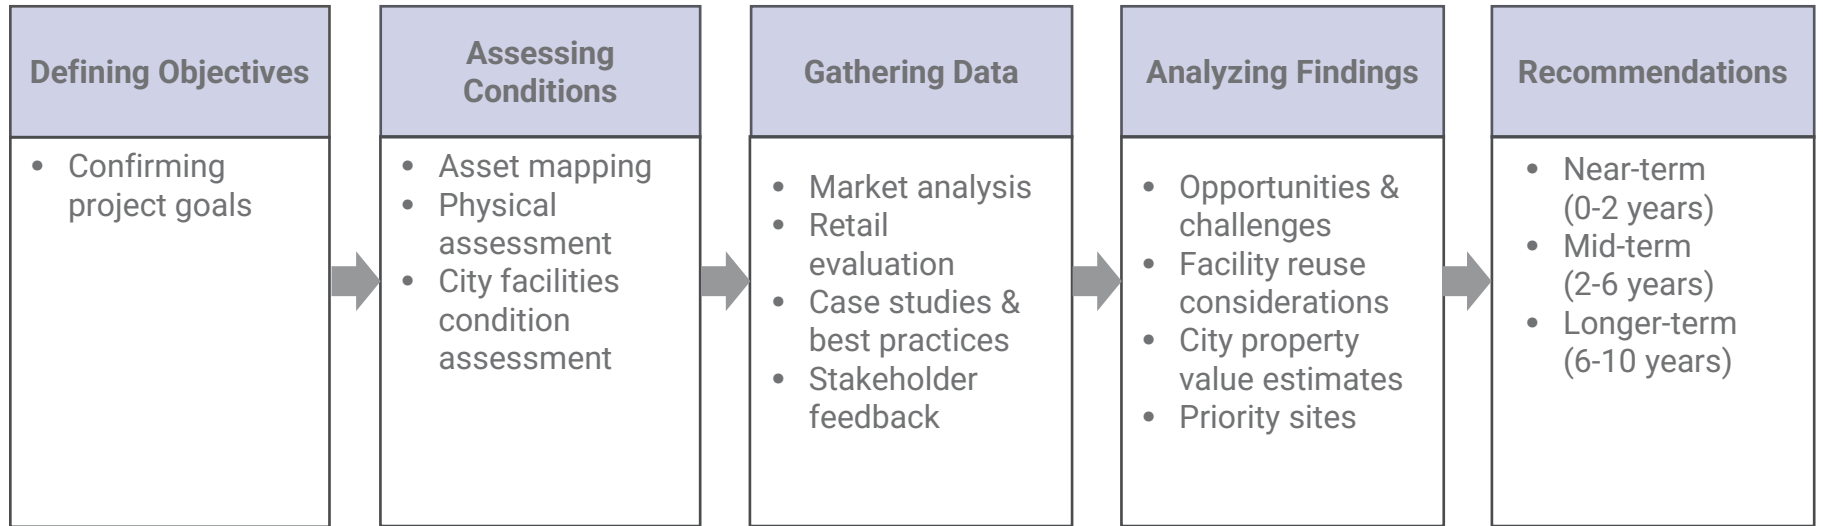 Defining Objectives
• Confirming
project goals
Assessing
Conditions
• Asset mapping
• Physical
assessment
• City facilities
condition
assessment
Gathering Data
• Market analysis
• Retail
evaluation
• Case studies &
best practices
• Stakeholder
feedback
Analyzing Findings
• Opportunities &
challenges
• Facility reuse
considerations
• City property
value estimates
• Priority sites
Recommendations
• Near-term
(0-2 years)
• Mid-term
(2-6 years)
• Longer-term
(6-10 years)